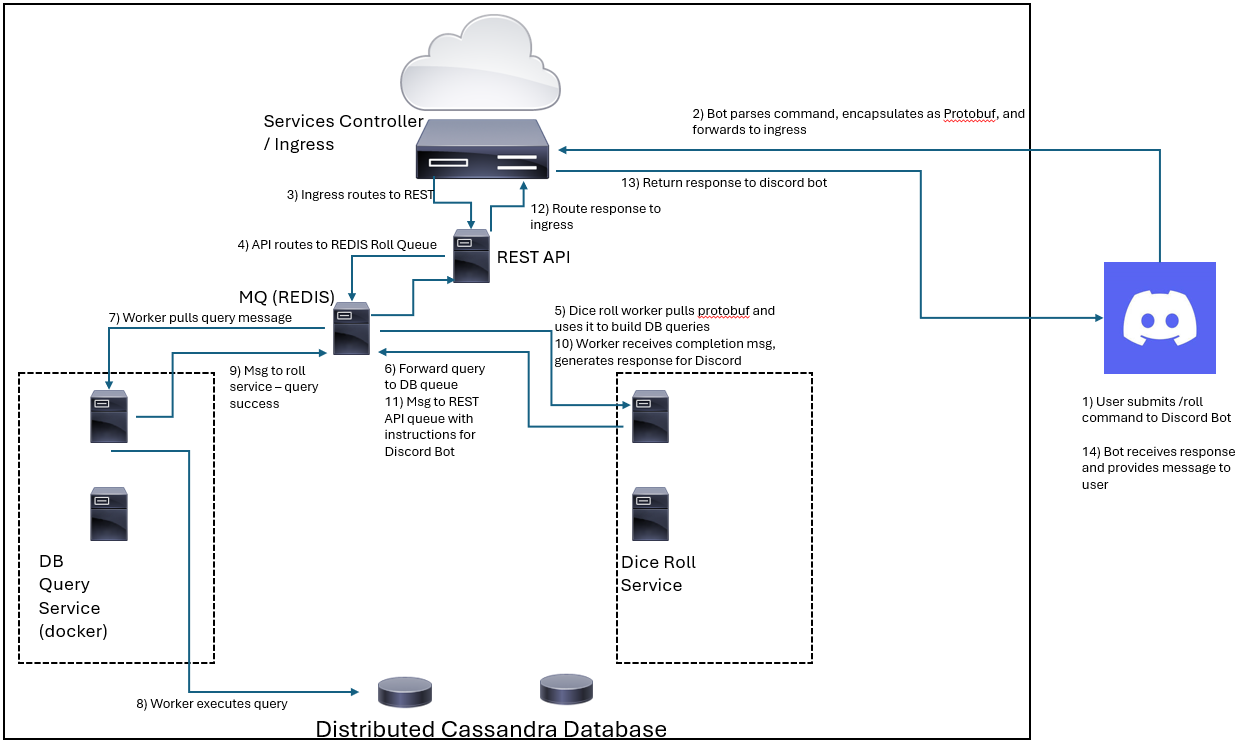 Services Controller
/ Ingress
2) Bot parses command, encapsulates as Protobuf, and
forwards to ingress
13) Return response to discord bot
3) Ingress routes to REST
12) Route response to
ingress
4) API routes to REDIS Roll Queue
REST API
MQ (REDIS)
7) Worker pulls query message
5) Dice roll worker pulls protobuf and
uses it to build DB queries
10) Worker receives completion msg,
generates response for Discord
9) Msg to roll
service – query
success
6) Forward query
to DB queue
11) Msg to REST
API queue with
instructions for
Discord Bot
1) User submits /roll
command to Discord Bot
14) Bot receives response
and provides message to
user
DB
Query
Service
(docker)
Dice Roll
Service
8) Worker executes query
Distributed Cassandra Database